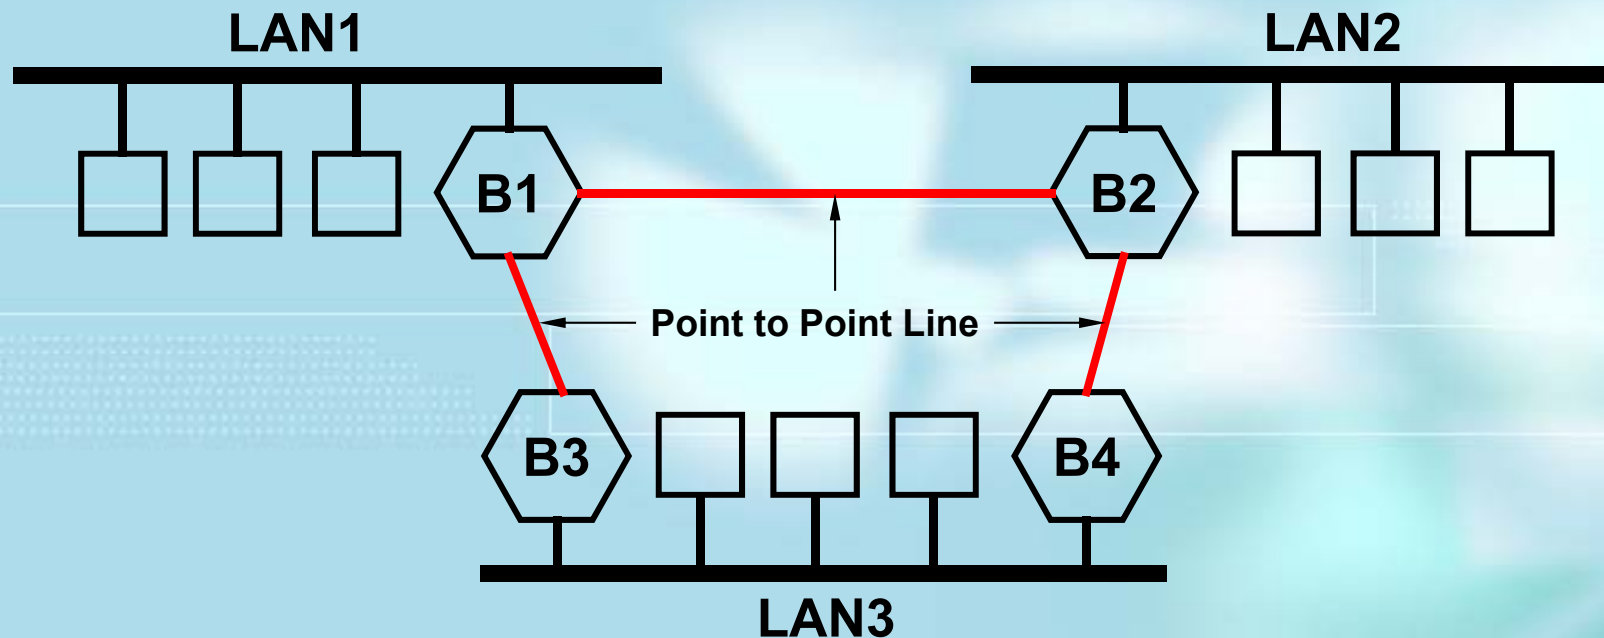 LAN1
LAN2
B1
B2
Point to Point Line
B3
B4
LAN3